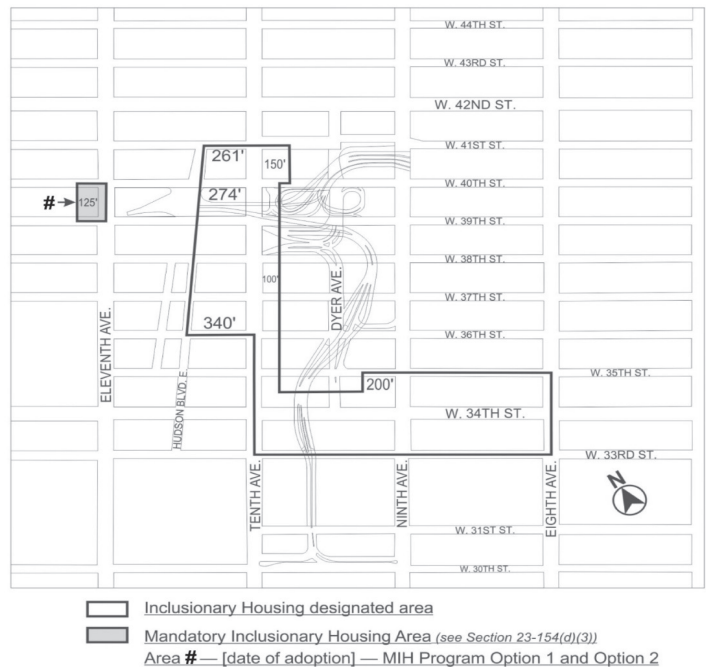 W. 44TH ST.
W. 43RD ST.
W. 42ND ST.
W. 41ST ST.
261'
150'
W. 40TH ST.
274'
# 125'
W. 39TH ST.
W. 38TH ST.
100'
DYER AVE.
W. 37TH ST.
340'
W. 36TH ST.
ELEVENTH AVE.
HUDSON BLVD. E.
W. 35TH ST.
200'
W. 34TH ST.
W. 33RD ST.
TENTH AVE.
NINTH AVE.
EIGHTH AVE.
N
W. 31ST ST.
W. 30TH ST.
Inclusionary Housing designated area
Mandatory Inclusionary Housing Area (see Section 23-154(d)(3))
Area # — [date of adoption] — MIH Program Option 1 and Option 2